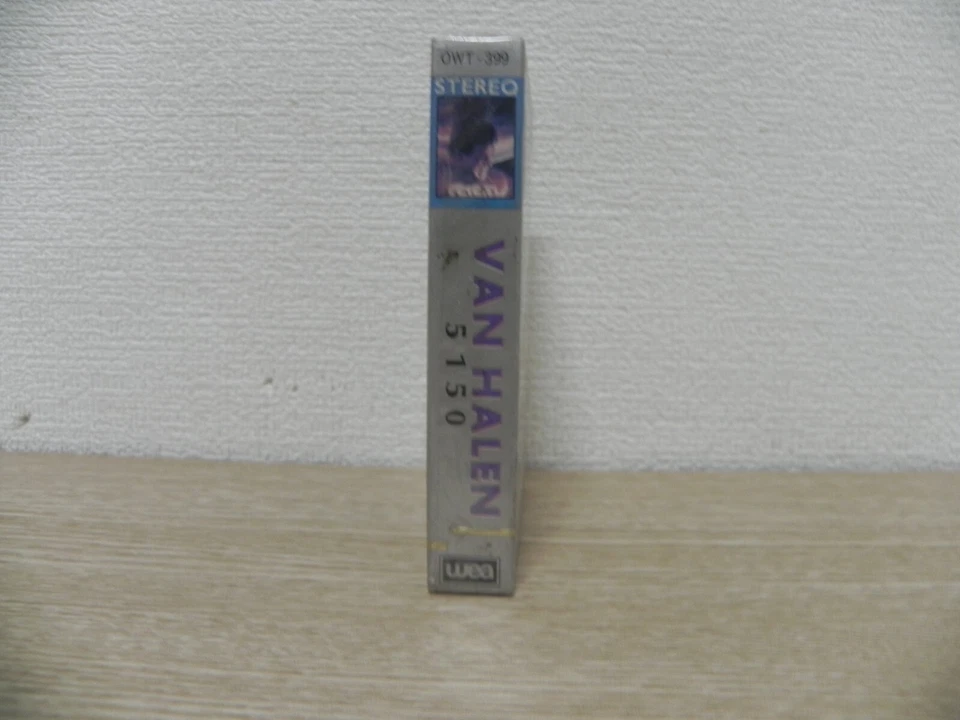 OWT-399
STEREO
VAN HALEN
5150
wea